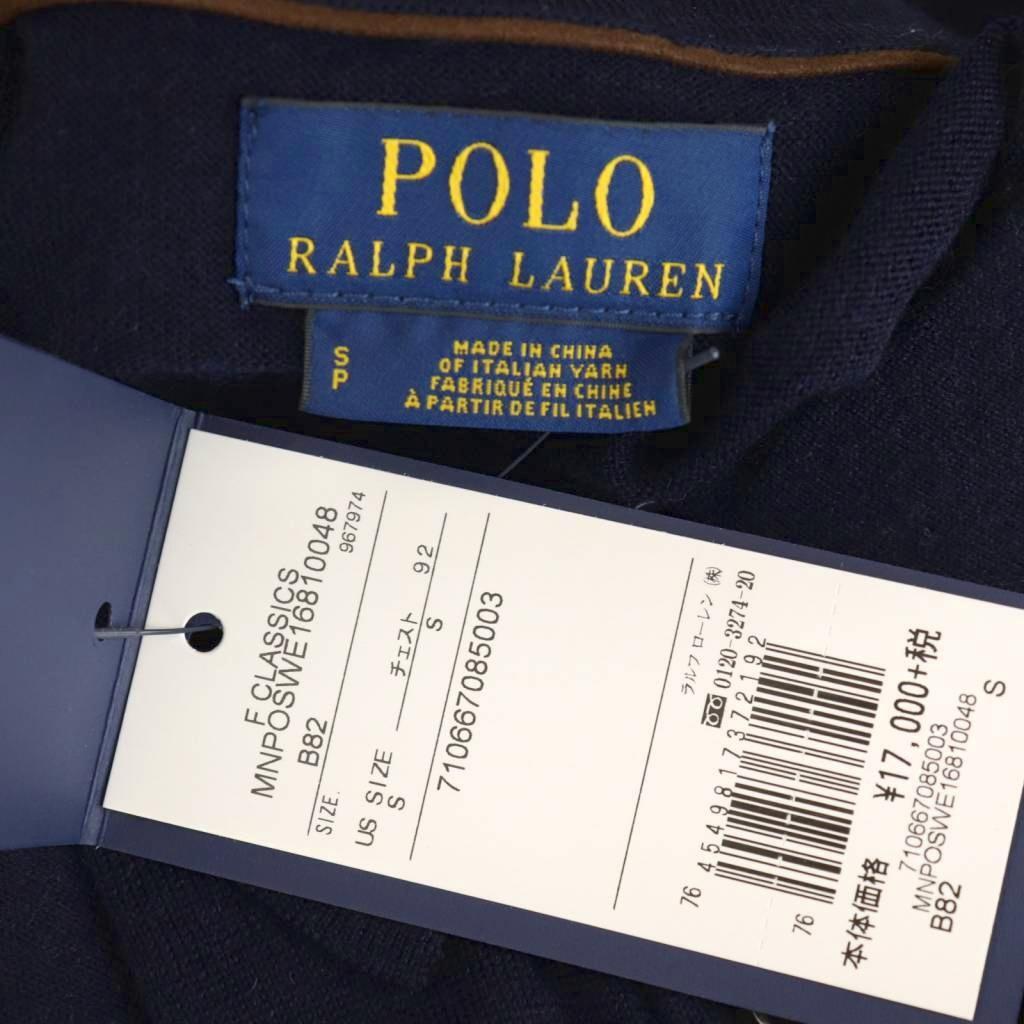 POLO
RALPH LAUREN
S
P
MADE IN CHINA
OF ITALIAN YARN
FABRIQUÉ EN CHINE
À PARTIR DE FIL ITALIEN
F CLASSICS
MNPOSWE16810048
B82
967974
SIZE.
US SIZE
S
チェスト 92
S
710667085003
ラルフ ローレン ㈱
0120-3274-20
76
4549817372192
76
本体価格 ¥17,000+税
710667085003
MNPOSWE16810048
B82
S